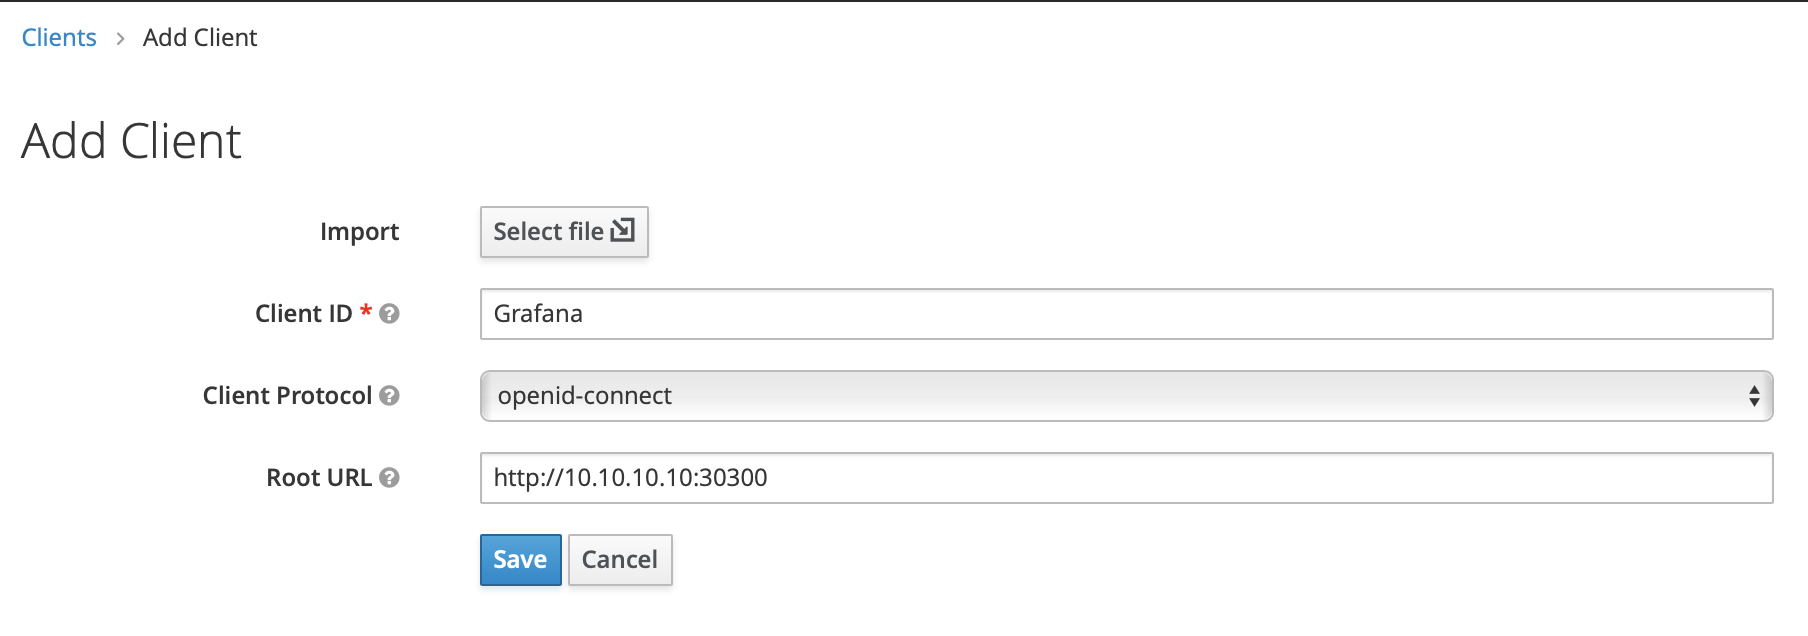 Clients > Add Client
Add Client
Import Select file
Client ID * ?
Grafana
Client Protocol ?
openid-connect
Root URL ?
http://10.10.10.10:30300
Save Cancel